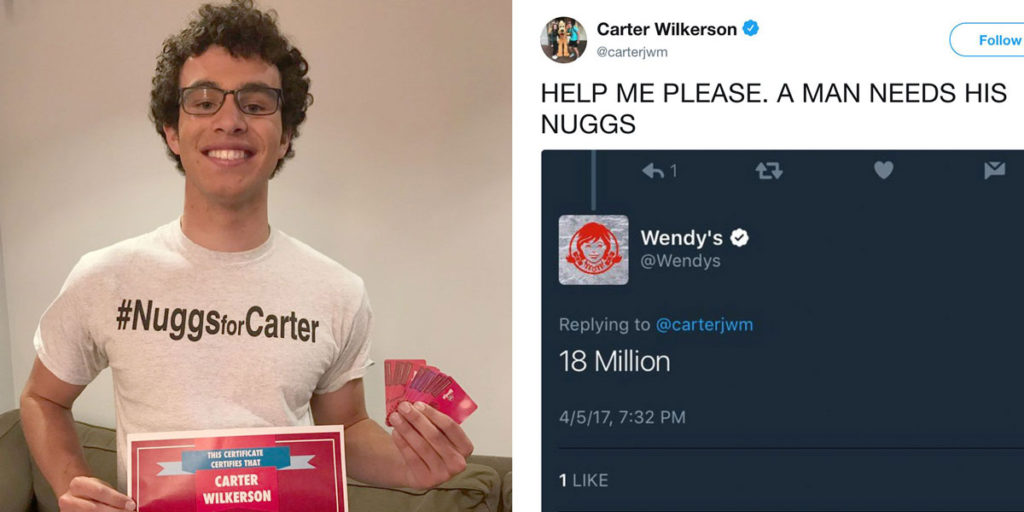 #NuggsforCarter
THIS CERTIFICATE
CERTIFIES THAT
CARTER
WILKERSON
Carter Wilkerson
@carterjwm
Follow
HELP ME PLEASE. A MAN NEEDS HIS
NUGGS
1
Wendy's
@Wendys
Replying to @carterjwm
18 Million
4/5/17, 7:32 PM
1 LIKE